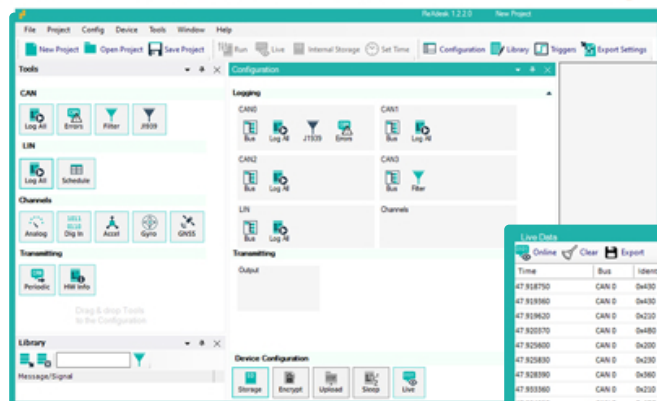 ReXdesk 1.2.2.0 New Project
File Project Config Device Tools Window Help
New Project Open Project Save Project Run Live Internal Storage Set Time Configuration Library Triggers Export Settings
Tools
CAN
Log All Errors Filter J1939
LIN
Log All Schedule
Channels
Analog Dig In Accel Gyro GNSS
Transmitting
Periodic HW Info
Drag & drop Tools
to the Configuration
Library
Message/Signal
Configuration
Logging
CAN0 CAN1
Bus Log All J1939 Errors Bus Log All
CAN2 CAN3
Bus Log All Bus Filter
LIN Channels
Bus Log All
Transmitting
Output
Device Configuration
Storage Encrypt Upload Sleep Live
Live Data
Online Clear Export
Time Bus Ident
47.918750 CAN 0 0x430
47.919360 CAN 0 0x430
47.919620 CAN 0 0x210
47.920370 CAN 0 0x480
47.925600 CAN 0 0x200
47.925830 CAN 0 0x230
47.928390 CAN 0 0x360
47.933360 CAN 0 0x210